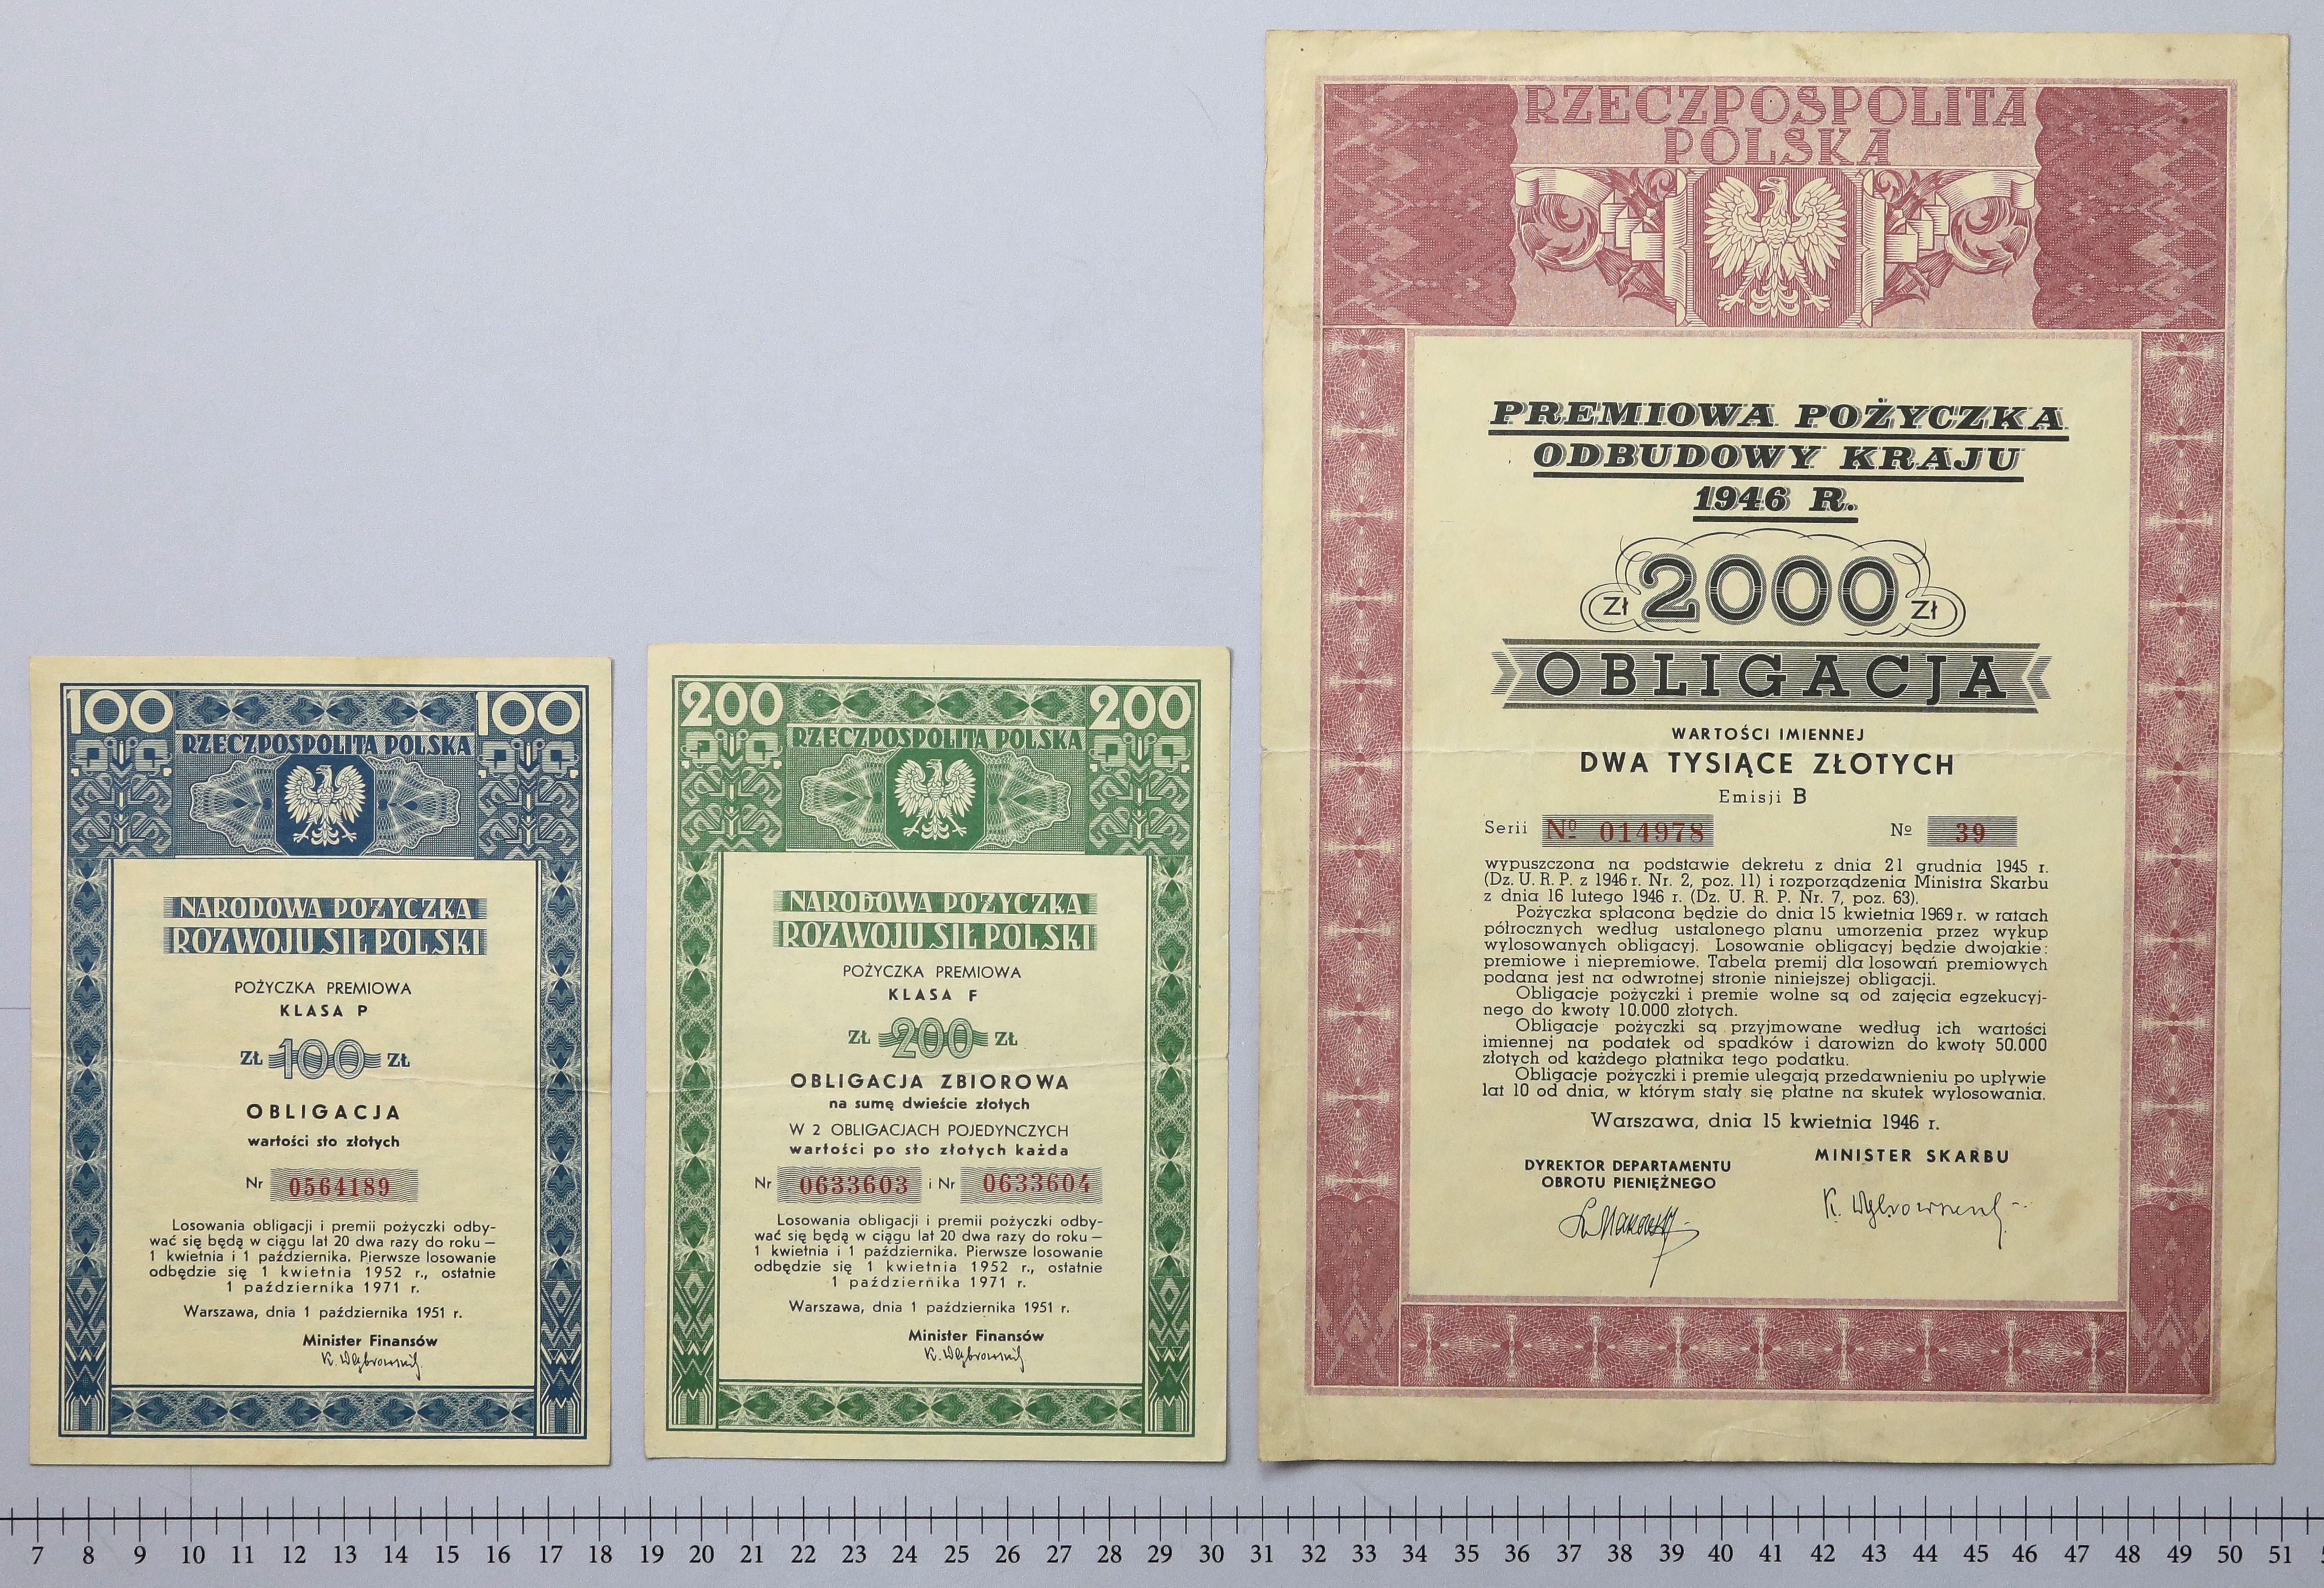 100 100
RZECZPOSPOLITA POLSKA
NARODOWA POŻYCZKA
ROZWOJU SIŁ POLSKI
POŻYCZKA PREMIOWA
KLASA P
ZŁ 100 ZŁ
OBLIGACJA
wartości sto złotych
Nr 0564189
Losowania obligacji i premii pożyczki odby-
wać się będą w ciągu lat 20 dwa razy do roku —
1 kwietnia i 1 października. Pierwsze losowanie
odbędzie się 1 kwietnia 1952 r., ostatnie
1 października 1971 r.
Warszawa, dnia 1 października 1951 r.
Minister Finansów
K. Dąbrowski
200 200
RZECZPOSPOLITA POLSKA
NARODOWA POŻYCZKA
ROZWOJU SIŁ POLSKI
POŻYCZKA PREMIOWA
KLASA F
ZŁ 200 ZŁ
OBLIGACJA ZBIOROWA
na sumę dwieście złotych
W 2 OBLIGACJACH POJEDYNCZYCH
wartości po sto złotych każda
Nr 0633603 i Nr 0633604
Losowania obligacji i premii pożyczki odby-
wać się będą w ciągu lat 20 dwa razy do roku —
1 kwietnia i 1 października. Pierwsze losowanie
odbędzie się 1 kwietnia 1952 r., ostatnie
1 października 1971 r.
Warszawa, dnia 1 października 1951 r.
Minister Finansów
K. Dąbrowski
RZECZPOSPOLITA
POLSKA
PREMIOWA POŻYCZKA
ODBUDOWY KRAJU
1946 R.
Zł 2000 Zł
OBLIGACJA
WARTOŚCI IMIENNEJ
DWA TYSIĄCE ZŁOTYCH
Emisji B
Serii Nº 014978 Nº 39
wypuszczona na podstawie dekretu z dnia 21 grudnia 1945 r.
(Dz. U. R. P. z 1946 r. Nr. 2, poz. 11) i rozporządzenia Ministra Skarbu
z dnia 16 lutego 1946 r. (Dz. U. R. P. Nr. 7, poz. 63).
Pożyczka spłacona będzie do dnia 15 kwietnia 1969 r. w ratach
półrocznych według ustalonego planu umorzenia przez wykup
wylosowanych obligacyj. Losowanie obligacyj będzie dwojakie:
premiowe i niepremiowe. Tabela premij dla losowań premiowych
podana jest na odwrotnej stronie niniejszej obligacji.
Obligacje pożyczki i premie wolne są od zajęcia egzekucyj-
nego do kwoty 10.000 złotych.
Obligacje pożyczki są przyjmowane według ich wartości
imiennej na podatek od spadków i darowizn do kwoty 50.000
złotych od każdego płatnika tego podatku.
Obligacje pożyczki i premie ulegają przedawnieniu po upływie
lat 10 od dnia, w którym stały się płatne na skutek wylosowania.
Warszawa, dnia 15 kwietnia 1946 r.
DYREKTOR DEPARTAMENTU
OBROTU PIENIĘŻNEGO
MINISTER SKARBU
K. Dąbrowski
7 8 9 10 11 12 13 14 15 16 17 18 19 20 21 22 23 24 25 26 27 28 29 30 31 32 33 34 35 36 37 38 39 40 41 42 43 44 45 46 47 48 49 50 51